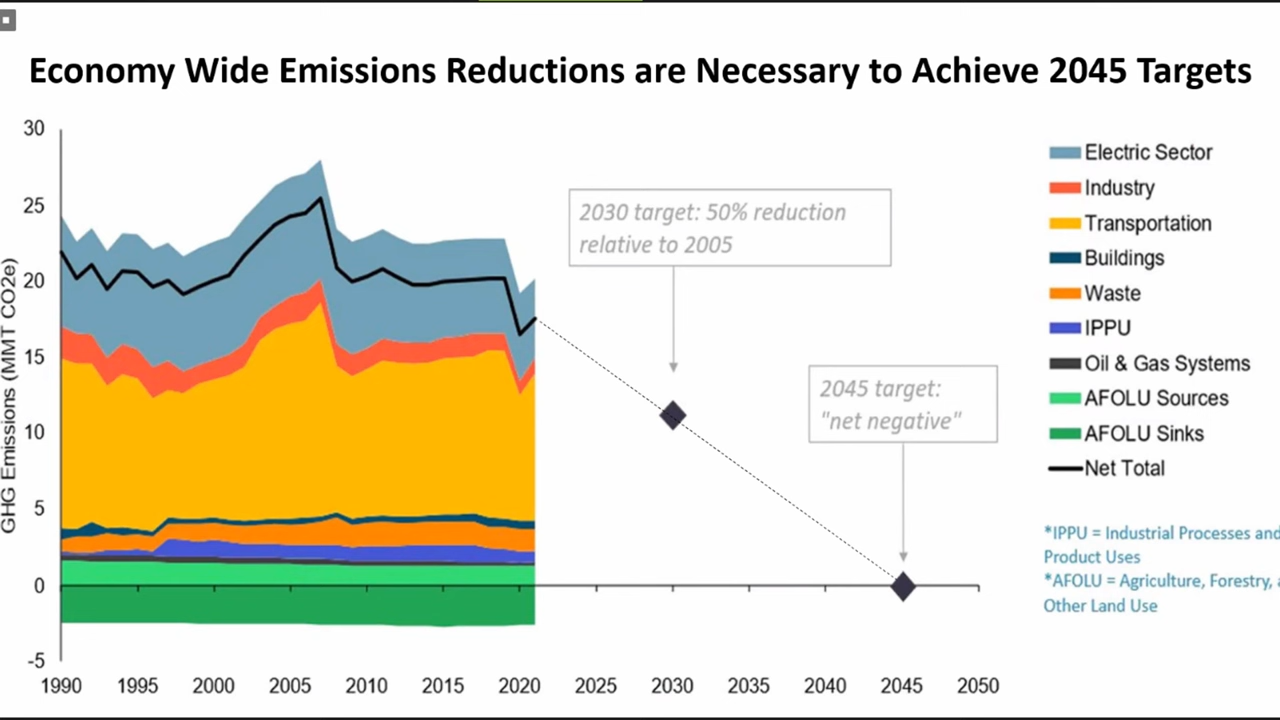 Economy Wide Emissions Reductions are Necessary to Achieve 2045 Targets
GHG Emissions (MMT CO2e)
30
25
20
15
10
5
0
-5
1990
1995
2000
2005
2010
2015
2020
2025
2030
2035
2040
2045
2050
2030 target: 50% reduction
relative to 2005
2045 target:
"net negative"
Electric Sector
Industry
Transportation
Buildings
Waste
IPPU
Oil & Gas Systems
AFOLU Sources
AFOLU Sinks
Net Total
*IPPU = Industrial Processes and
Product Uses
*AFOLU = Agriculture, Forestry,
Other Land Use